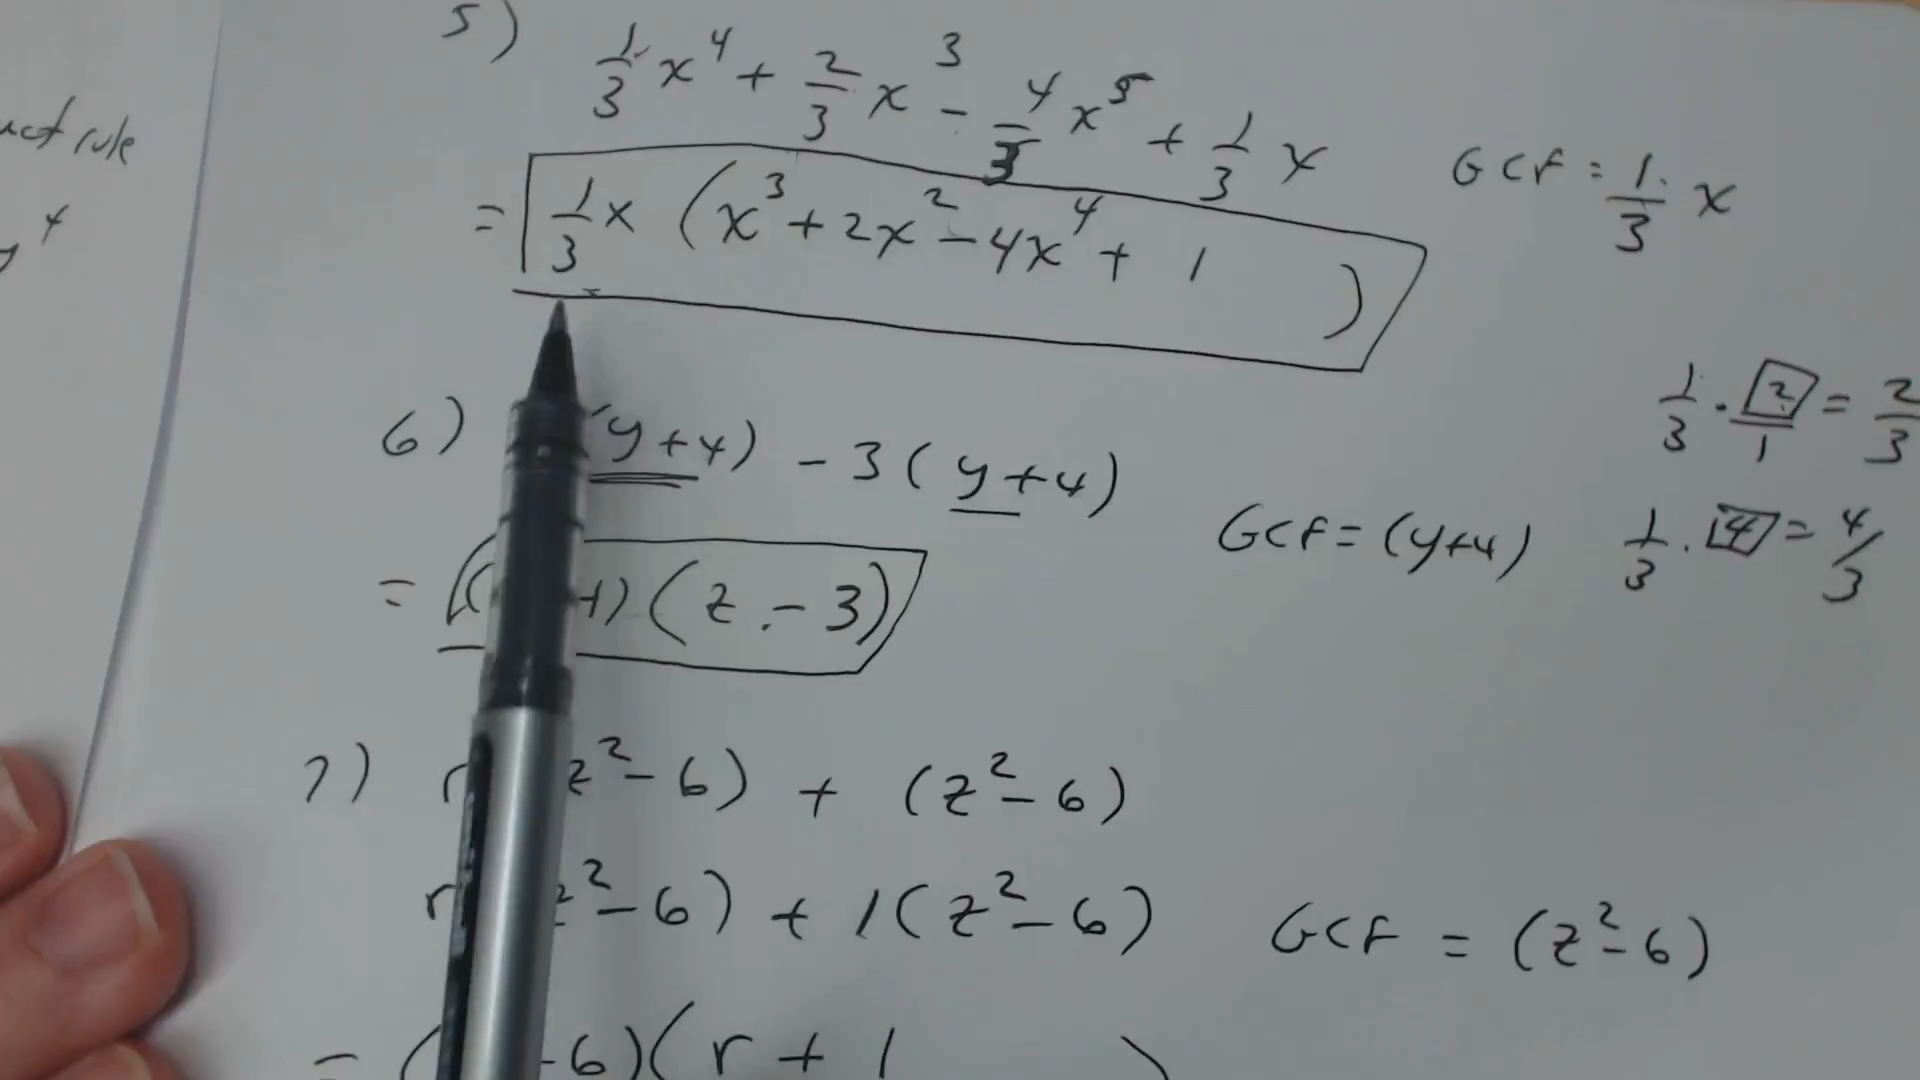 rule
4
5) 1/3 x^4 + 2/3 x^3 - 4/3 x^5 + 1/3 x
GCF = 1/3 x
= 1/3 x (x^3 + 2x^2 - 4x^4 + 1 )
1/3 · 2/1 = 2/3
6) (y+4) - 3(y+4)
GCF = (y+4)
1/3 · 4 = 4/3
= ( ) (z - 3)
7) r z^2 - 6) + (z^2 - 6)
r z^2 - 6) + 1(z^2 - 6)
GCF = (z^2 - 6)
= ( - 6)(r + 1 )